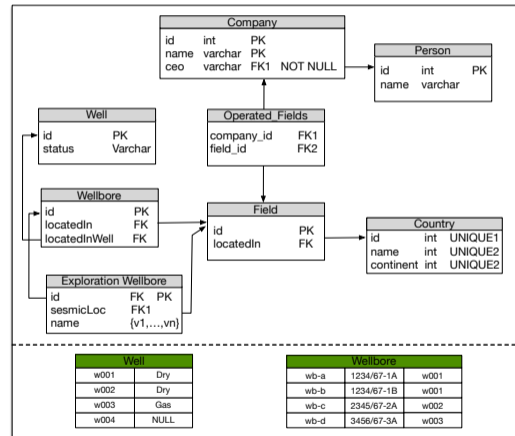 Company
id int PK
name varchar PK
ceo varchar FK1 NOT NULL
Person
id int PK
name varchar
Well
id PK
status Varchar
Operated_Fields
company_id FK1
field_id FK2
Wellbore
id PK
locatedIn FK
locatedInWell FK
Field
id PK
locatedIn FK
Country
id int UNIQUE1
name int UNIQUE2
continent int UNIQUE2
Exploration Wellbore
id FK PK
sesmicLoc FK1
name {v1,...,vn}
Well
w001 Dry
w002 Dry
w003 Gas
w004 NULL
Wellbore
wb-a 1234/67-1A w001
wb-b 1234/67-1B w001
wb-c 2345/67-2A w002
wb-d 3456/67-3A w003